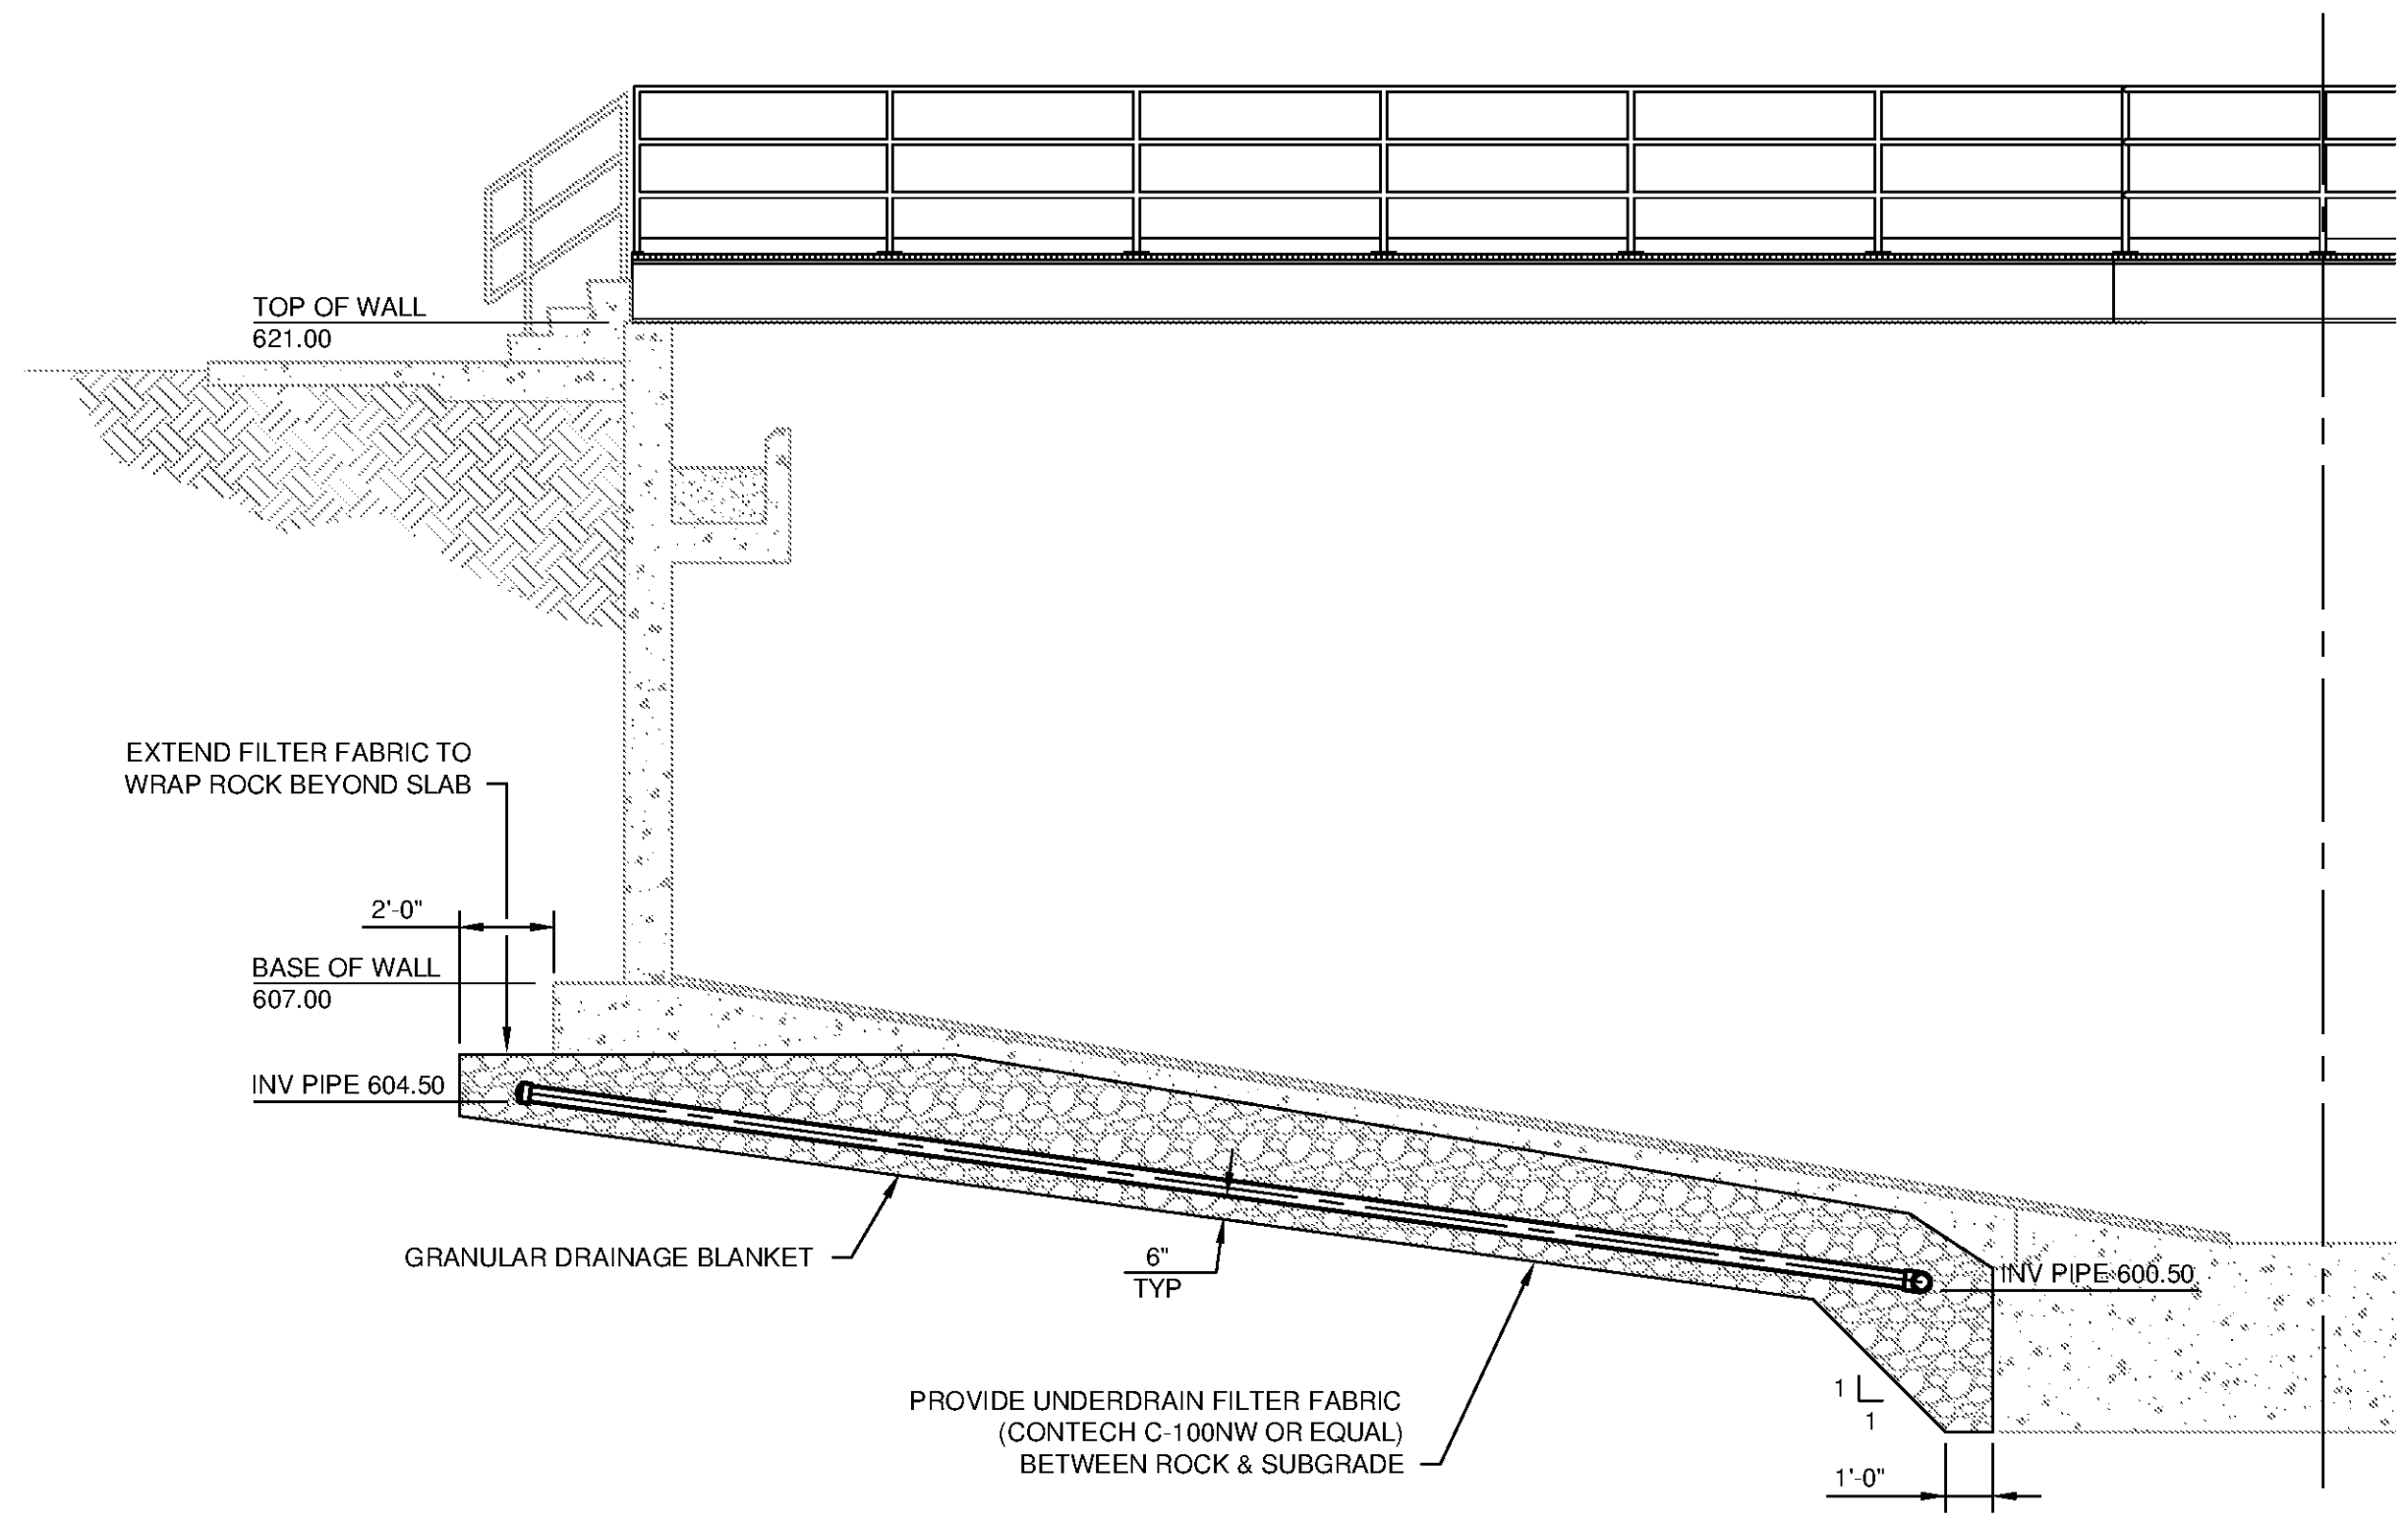 TOP OF WALL
621.00
EXTEND FILTER FABRIC TO
WRAP ROCK BEYOND SLAB
2'-0"
BASE OF WALL
607.00
INV PIPE 604.50
GRANULAR DRAINAGE BLANKET
6"
TYP
INV PIPE 600.50
PROVIDE UNDERDRAIN FILTER FABRIC
(CONTECH C-100NW OR EQUAL)
BETWEEN ROCK & SUBGRADE
1
1
1'-0"